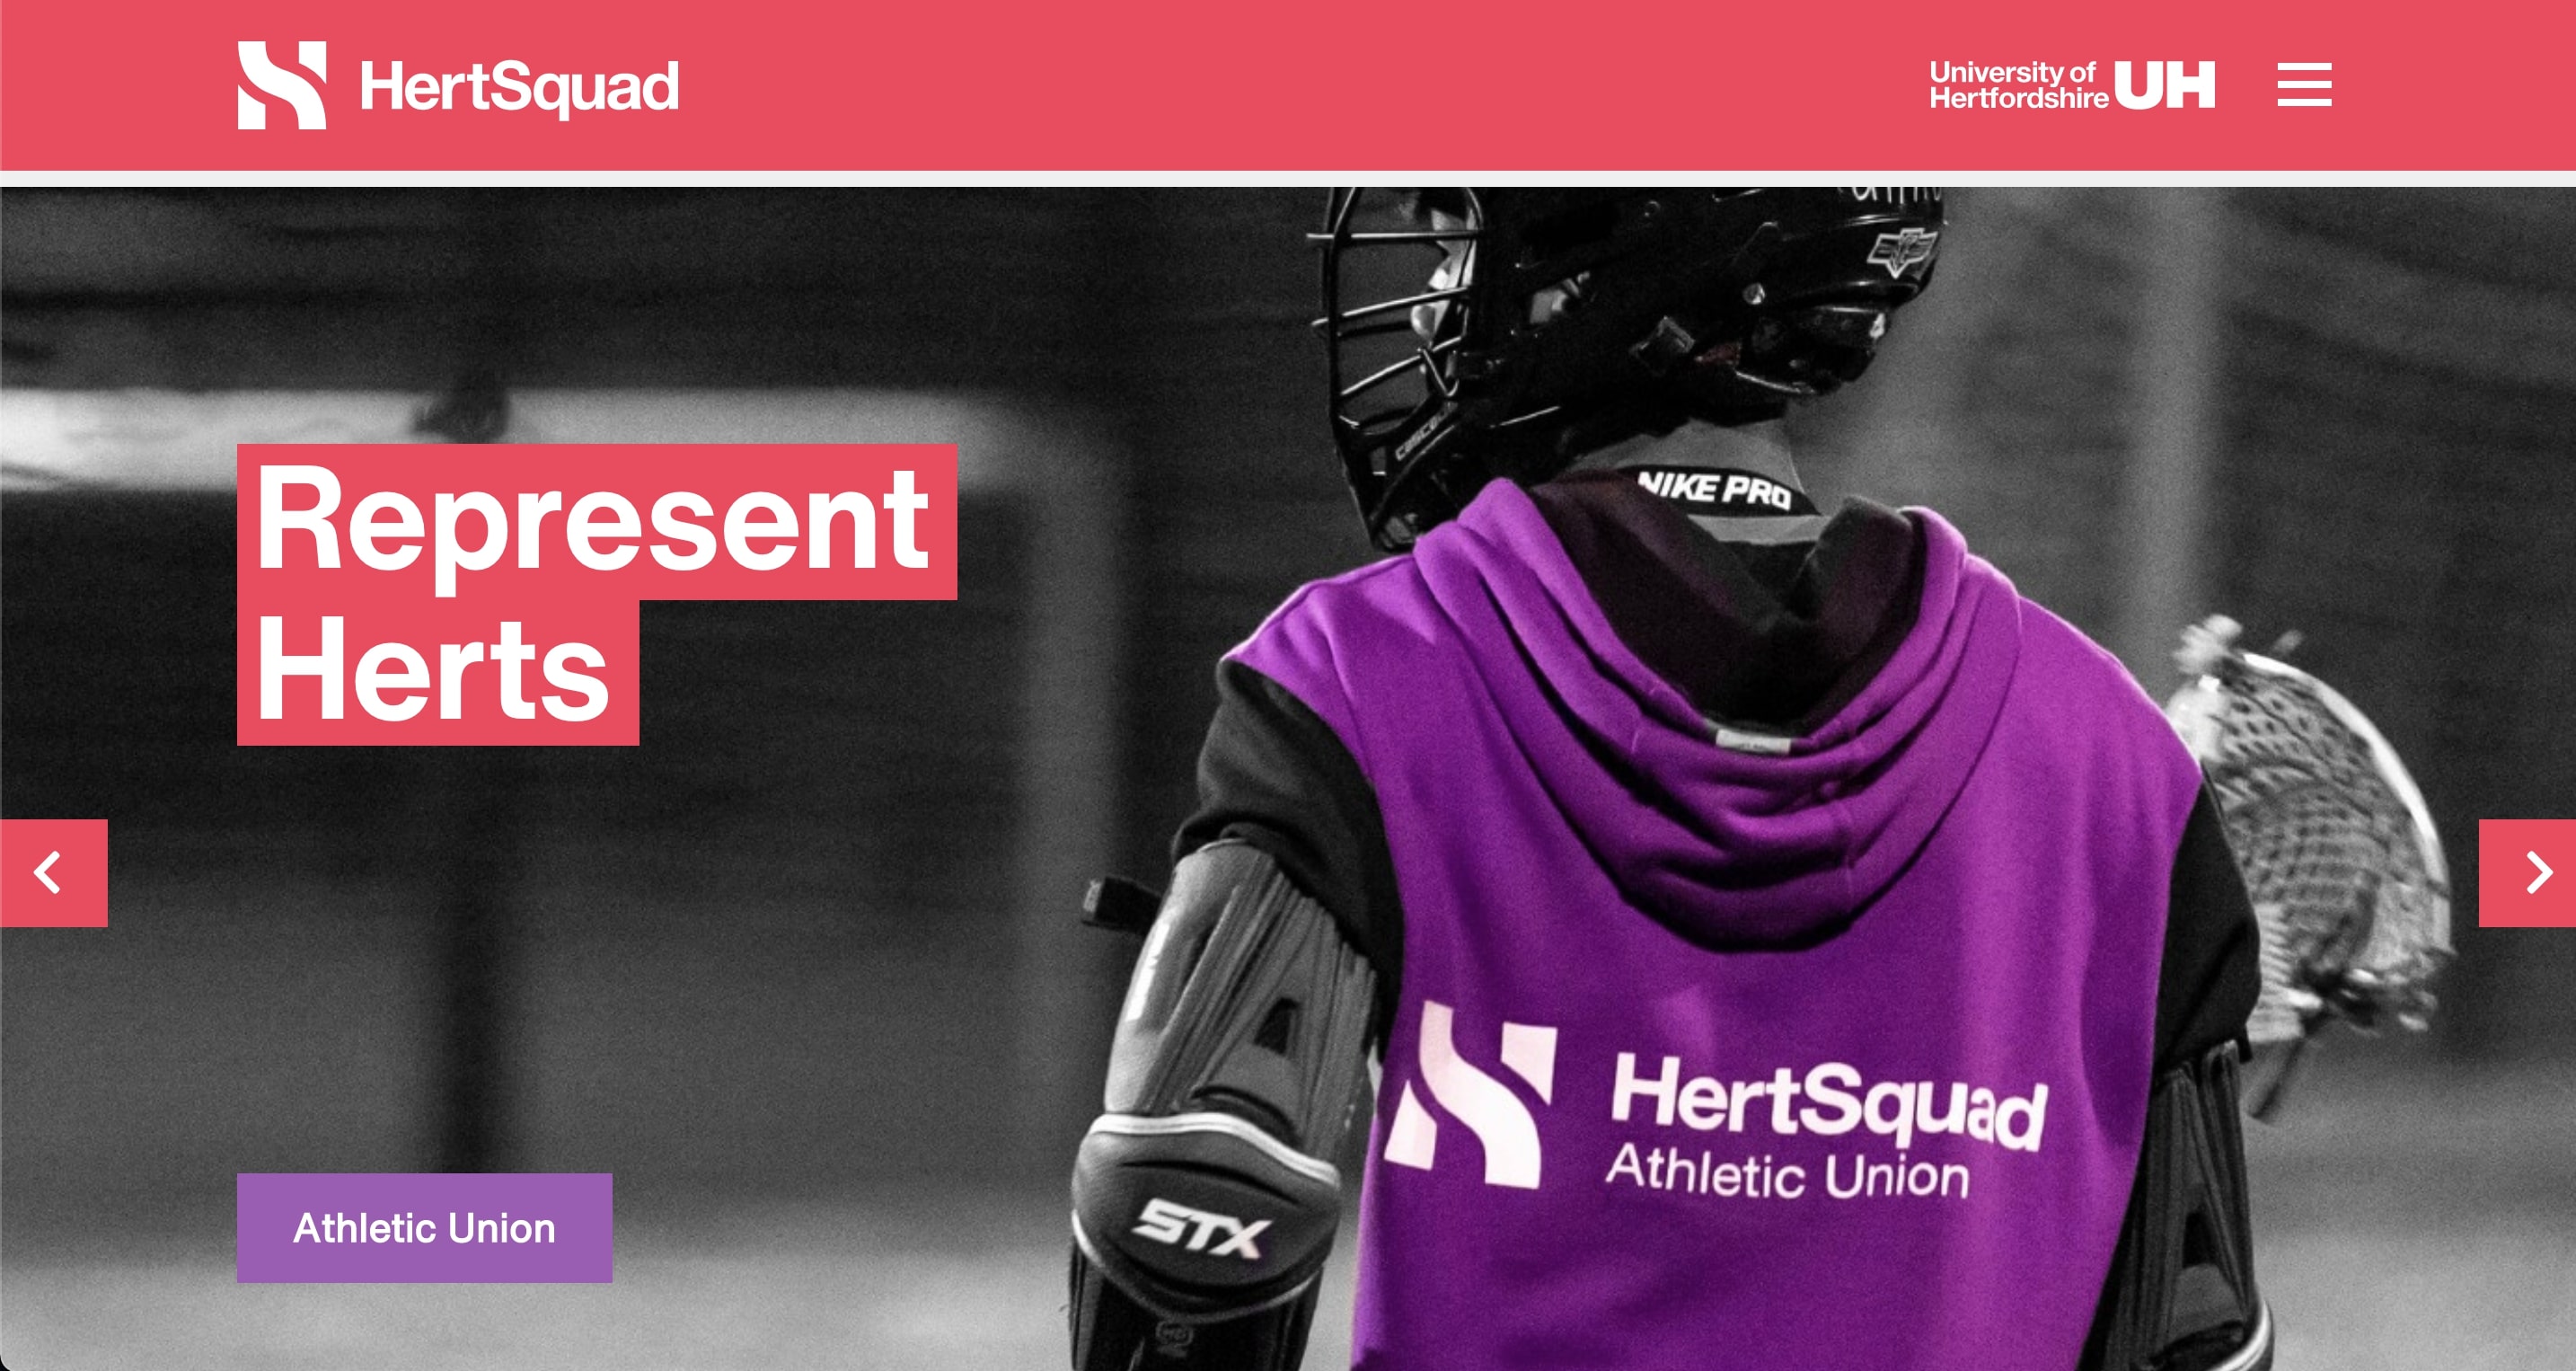 HertSquad
University of
Hertfordshire UH
Represent
Herts
NIKE PRO
HertSquad
Athletic Union
STX
Athletic Union